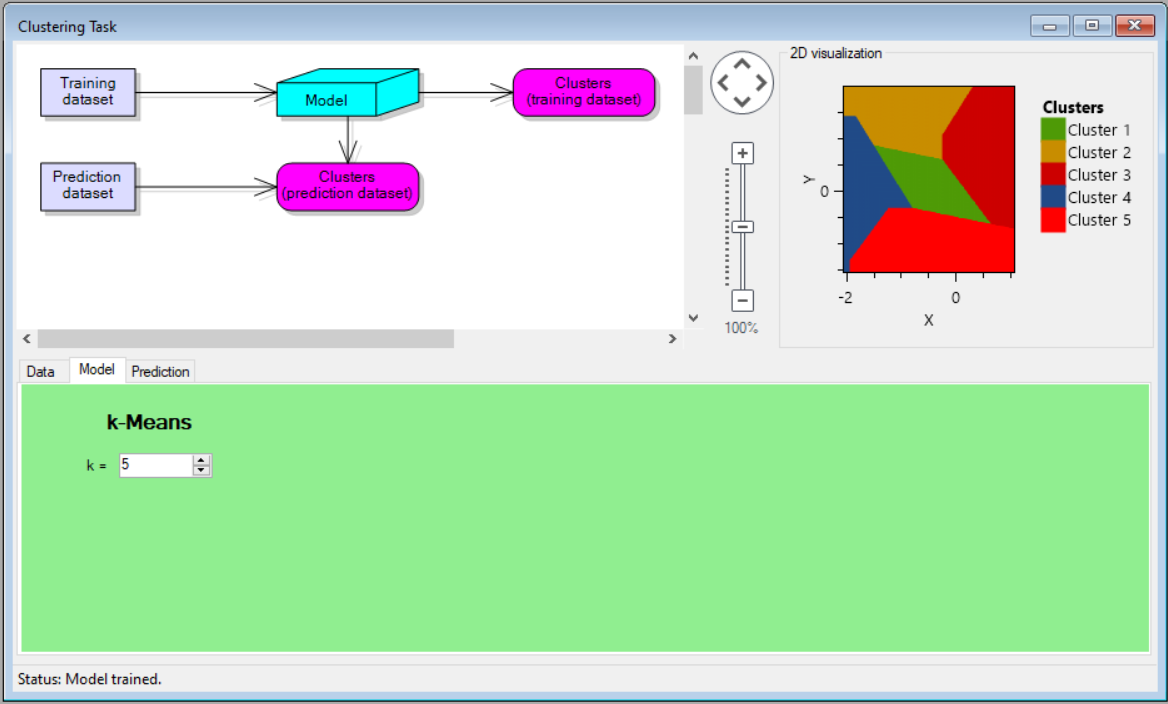 Clustering Task
Training
dataset
Model
Clusters
(training dataset)
Prediction
dataset
Clusters
(prediction dataset)
100%
2D visualization
Y
0
-2
0
X
Clusters
Cluster 1
Cluster 2
Cluster 3
Cluster 4
Cluster 5
Data
Model
Prediction
k-Means
k =
5
Status: Model trained.